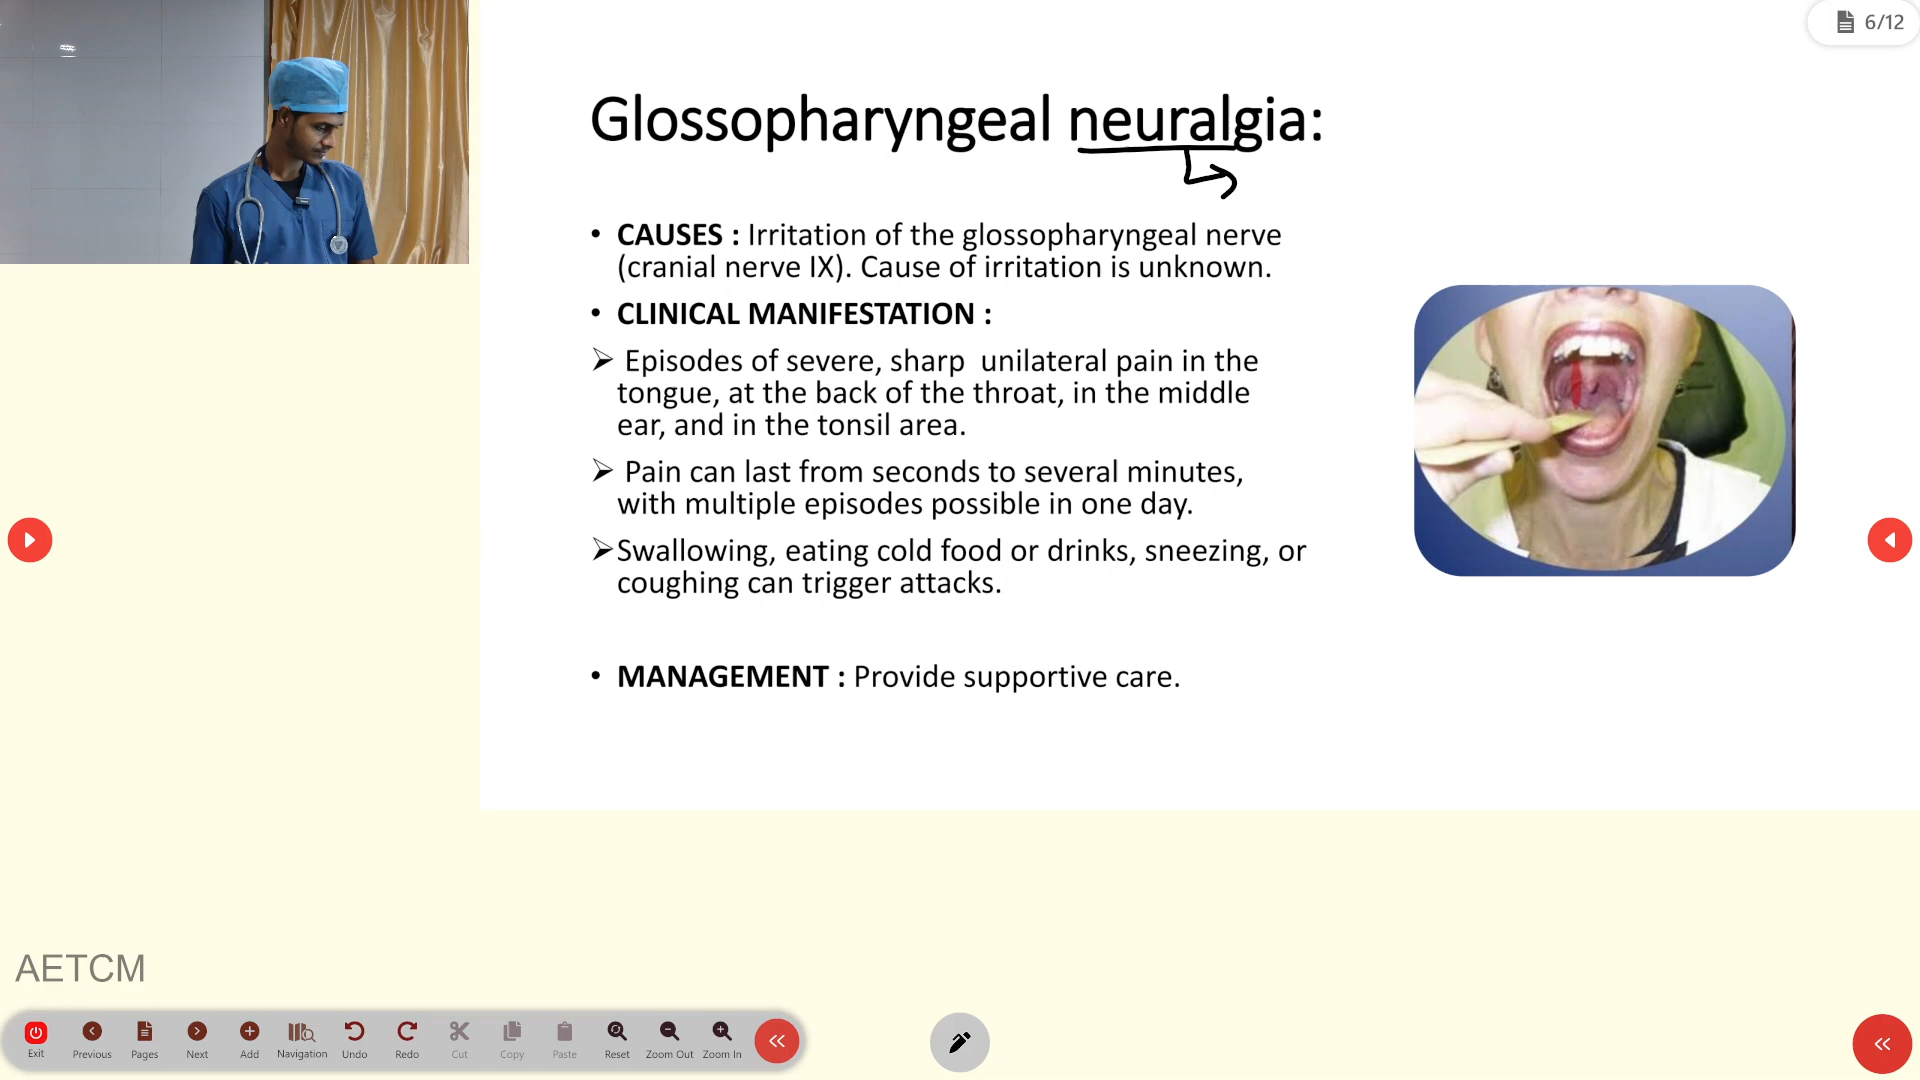 6/12
Glossopharyngeal neuralgia:
• CAUSES : Irritation of the glossopharyngeal nerve
(cranial nerve IX). Cause of irritation is unknown.
• CLINICAL MANIFESTATION :
➢ Episodes of severe, sharp unilateral pain in the
tongue, at the back of the throat, in the middle
ear, and in the tonsil area.
➢ Pain can last from seconds to several minutes,
with multiple episodes possible in one day.
➢Swallowing, eating cold food or drinks, sneezing, or
coughing can trigger attacks.
• MANAGEMENT : Provide supportive care.
AETCM
Exit Previous Pages Next Add Navigation Undo Redo Cut Copy Paste Reset Zoom Out Zoom In